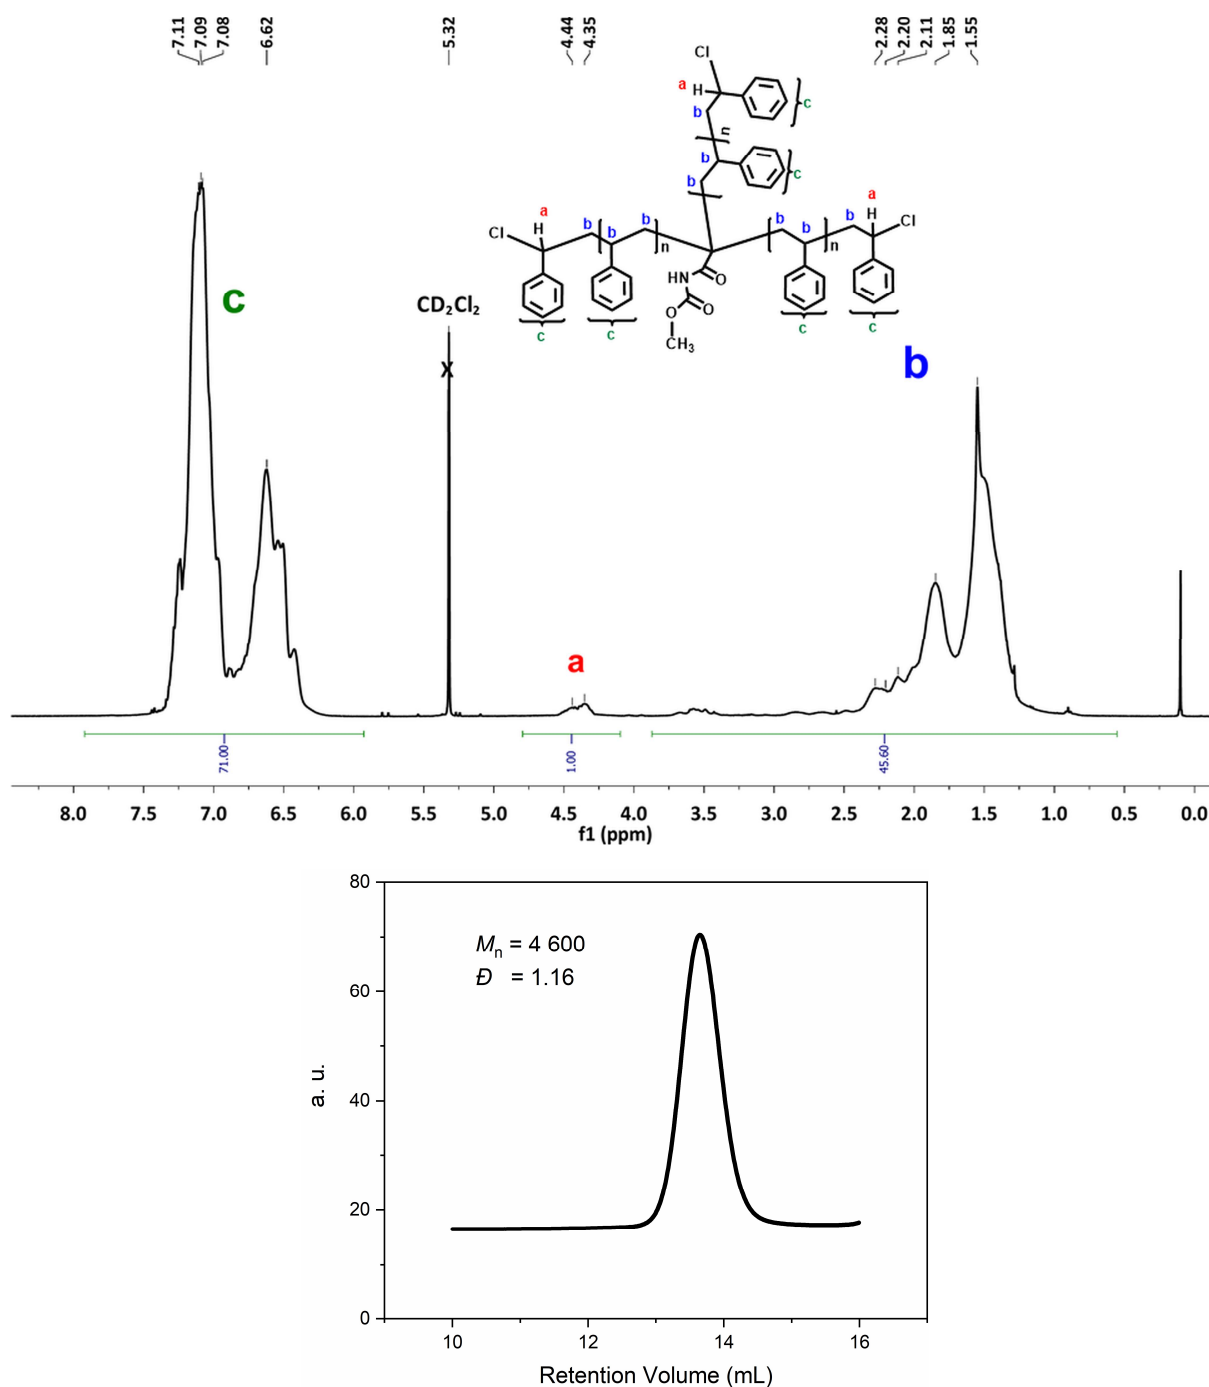 7.11
7.09
7.08
6.62
5.32
4.44
4.35
2.28
2.20
2.11
1.85
1.55
Cl
a H
c
b
n
b
c
b
a
H
Cl
b
b
b
n
b
b
n
b
a
H
Cl
HN
O
O
O
CH3
c
c
c
c
c
CD2Cl2
X
b
a
71.00
1.00
45.60
8.0 7.5 7.0 6.5 6.0 5.5 5.0 4.5 4.0 3.5 3.0 2.5 2.0 1.5 1.0 0.5 0.0
f1 (ppm)
80
60
40
20
0
a. u.
Mn = 4 600
Đ = 1.16
10 12 14 16
Retention Volume (mL)